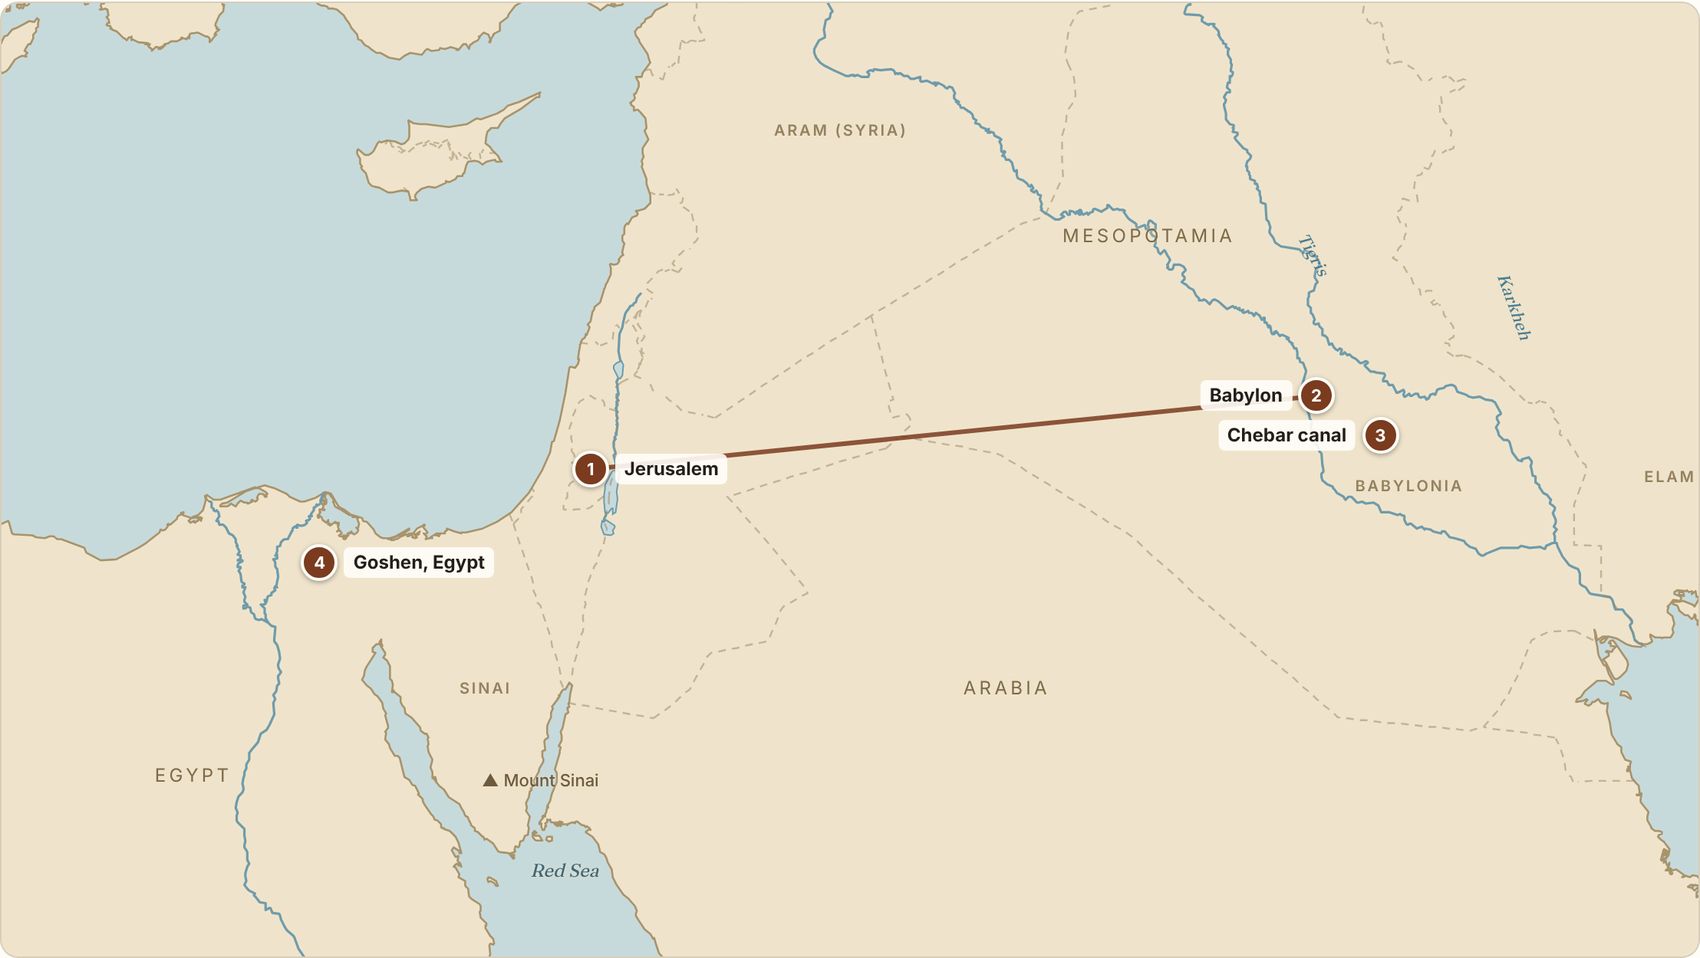 ARAM (SYRIA)
MESOPOTAMIA
Tigris
Karkheh
Babylon
2
Chebar canal
3
1
Jerusalem
BABYLONIA
ELAM
4
Goshen, Egypt
SINAI
ARABIA
EGYPT
Mount Sinai
Red Sea